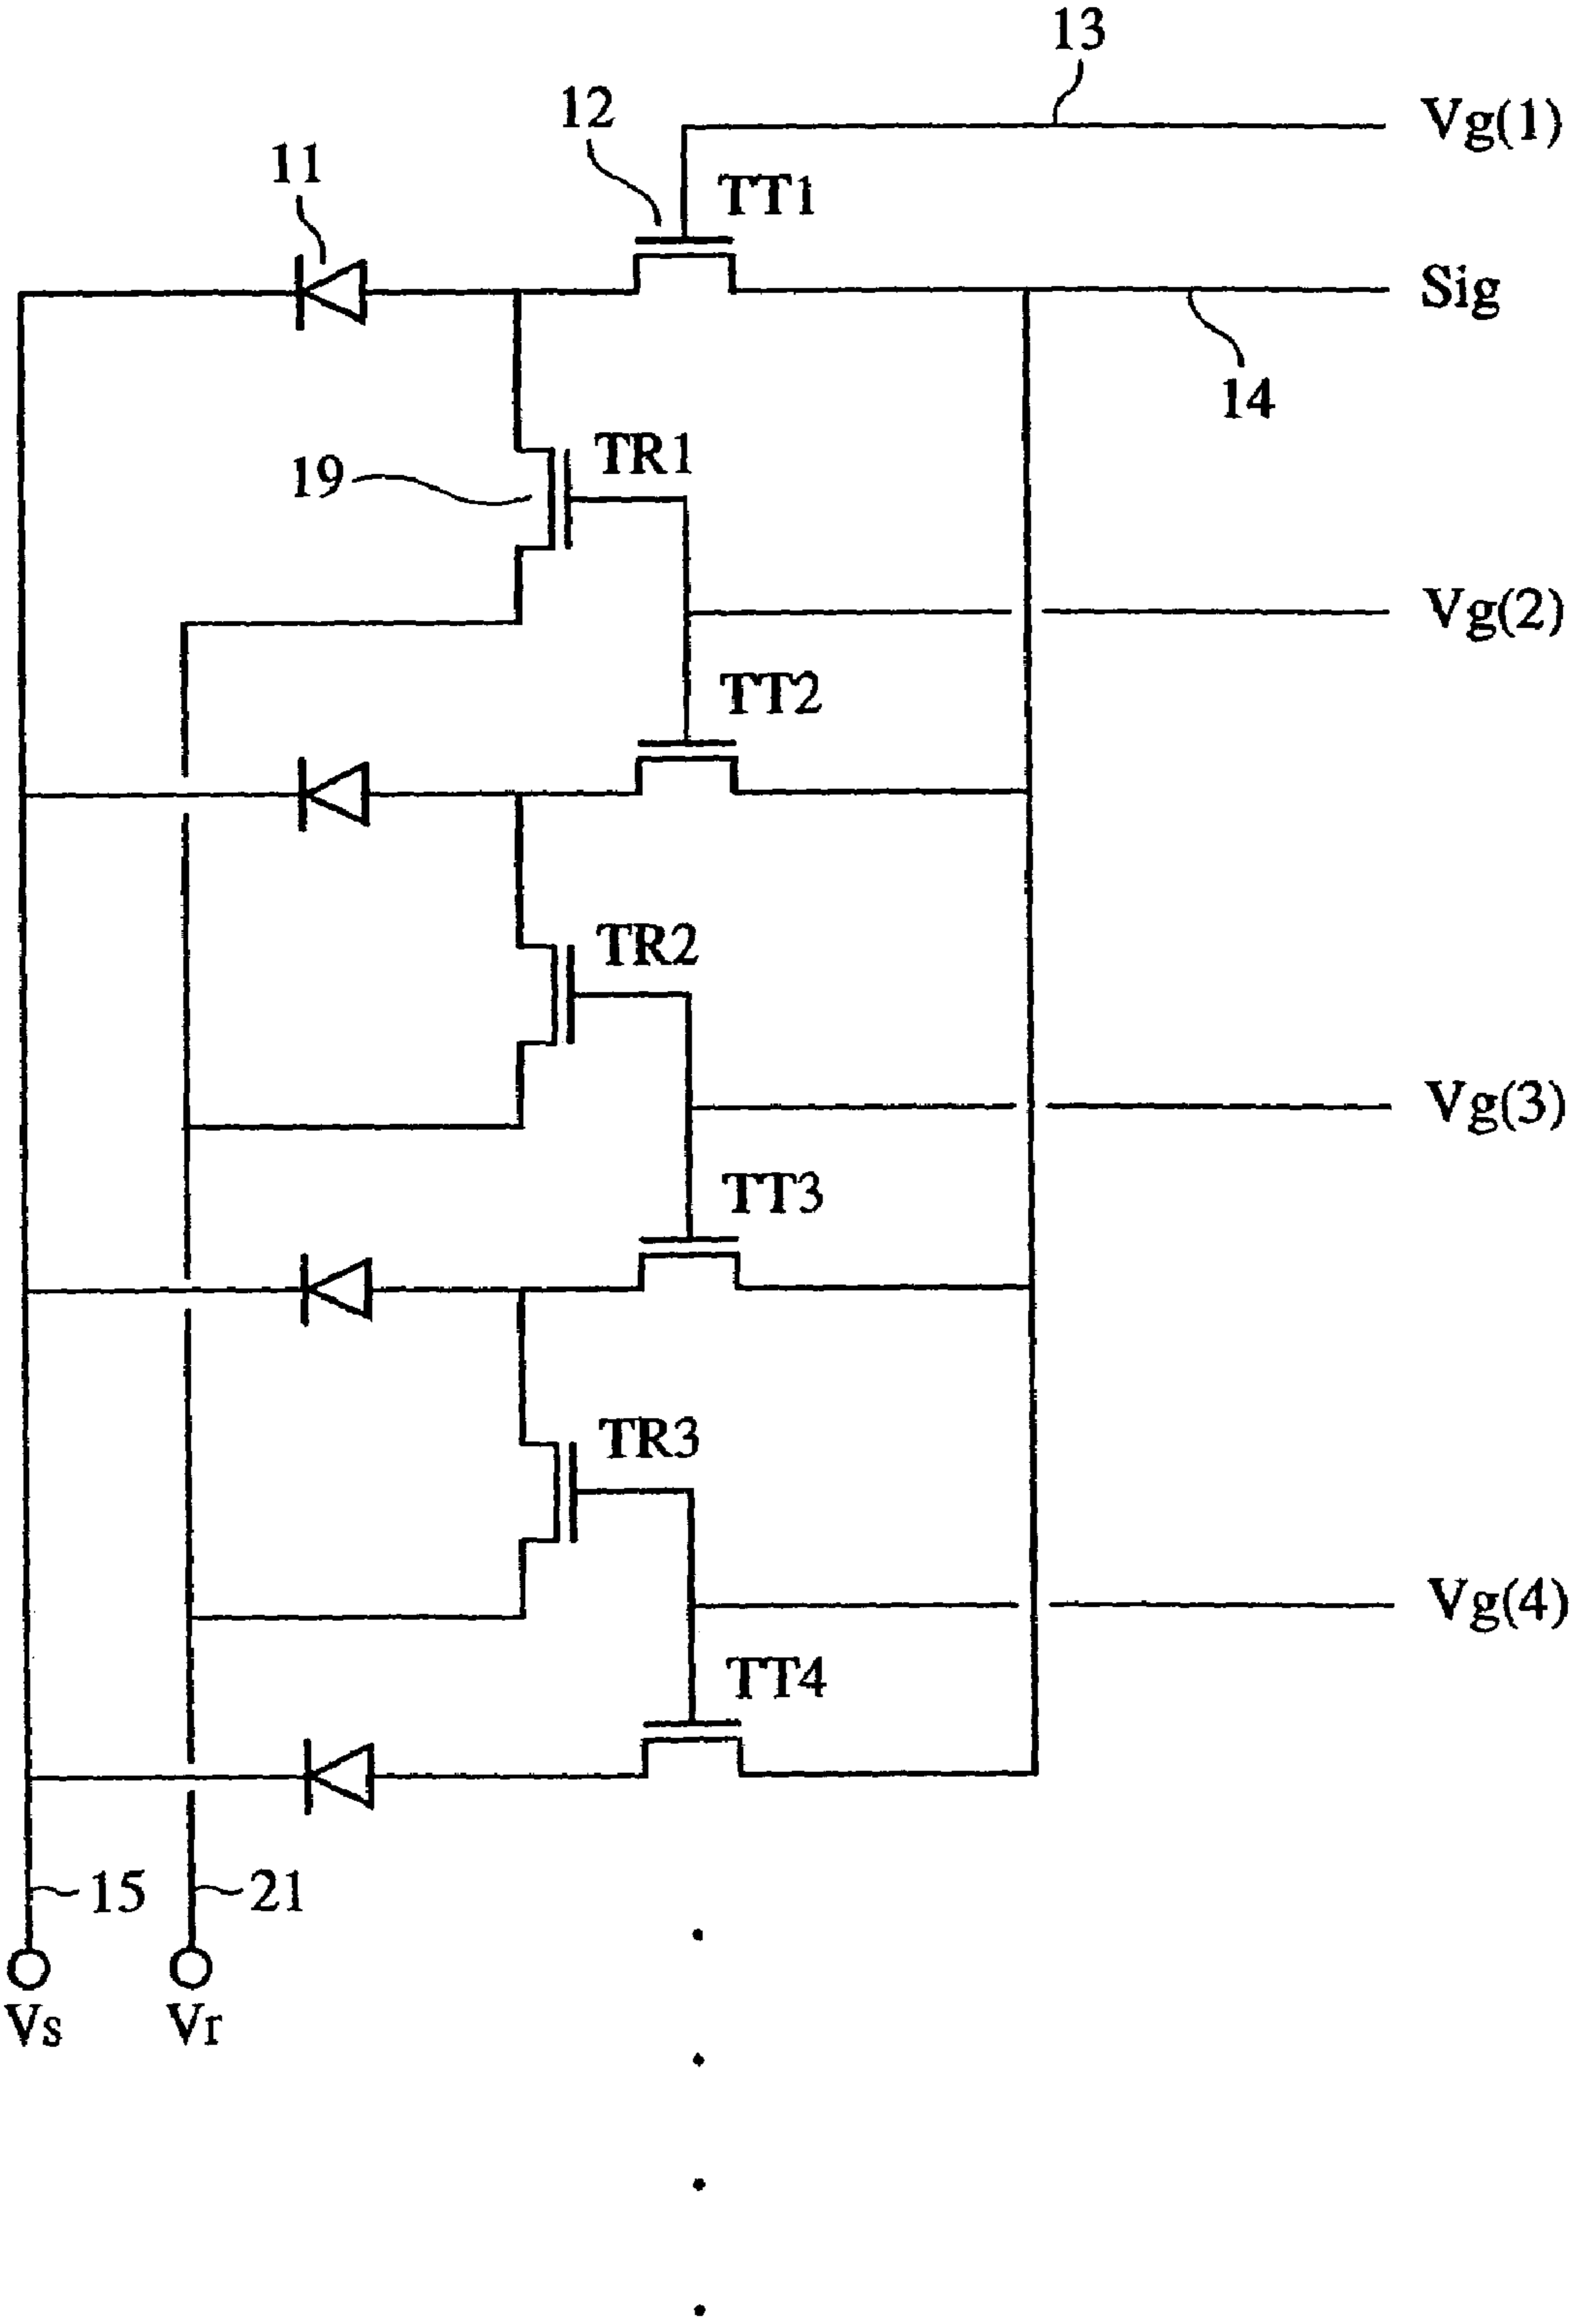 13
12
Vg(1)
11
TT1
Sig
14
TR1
19
Vg(2)
TT2
TR2
Vg(3)
TT3
TR3
Vg(4)
TT4
15
21
Vs
Vr